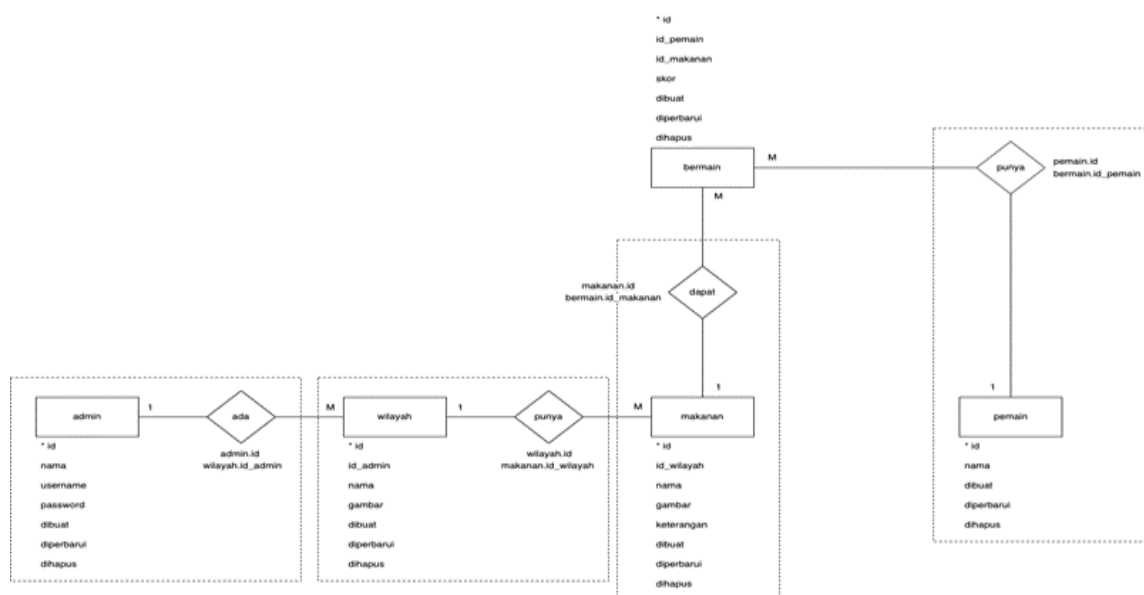 * id
id_pemain
id_makanan
skor
dibuat
diperbarui
dihapus
bermain
M
M
punya
pemain.id
bermain.id_pemain
makanan.id
bermain.id_makanan
dapat
1
1
admin
1
ada
M
wilayah
1
punya
M
makanan
pemain
admin.id
wilayah.id_admin
wilayah.id
makanan.id_wilayah
* id
nama
username
password
dibuat
diperbarui
dihapus
* id
id_admin
nama
gambar
dibuat
diperbarui
dihapus
* id
id_wilayah
nama
gambar
keterangan
dibuat
diperbarui
dihapus
* id
nama
dibuat
diperbarui
dihapus